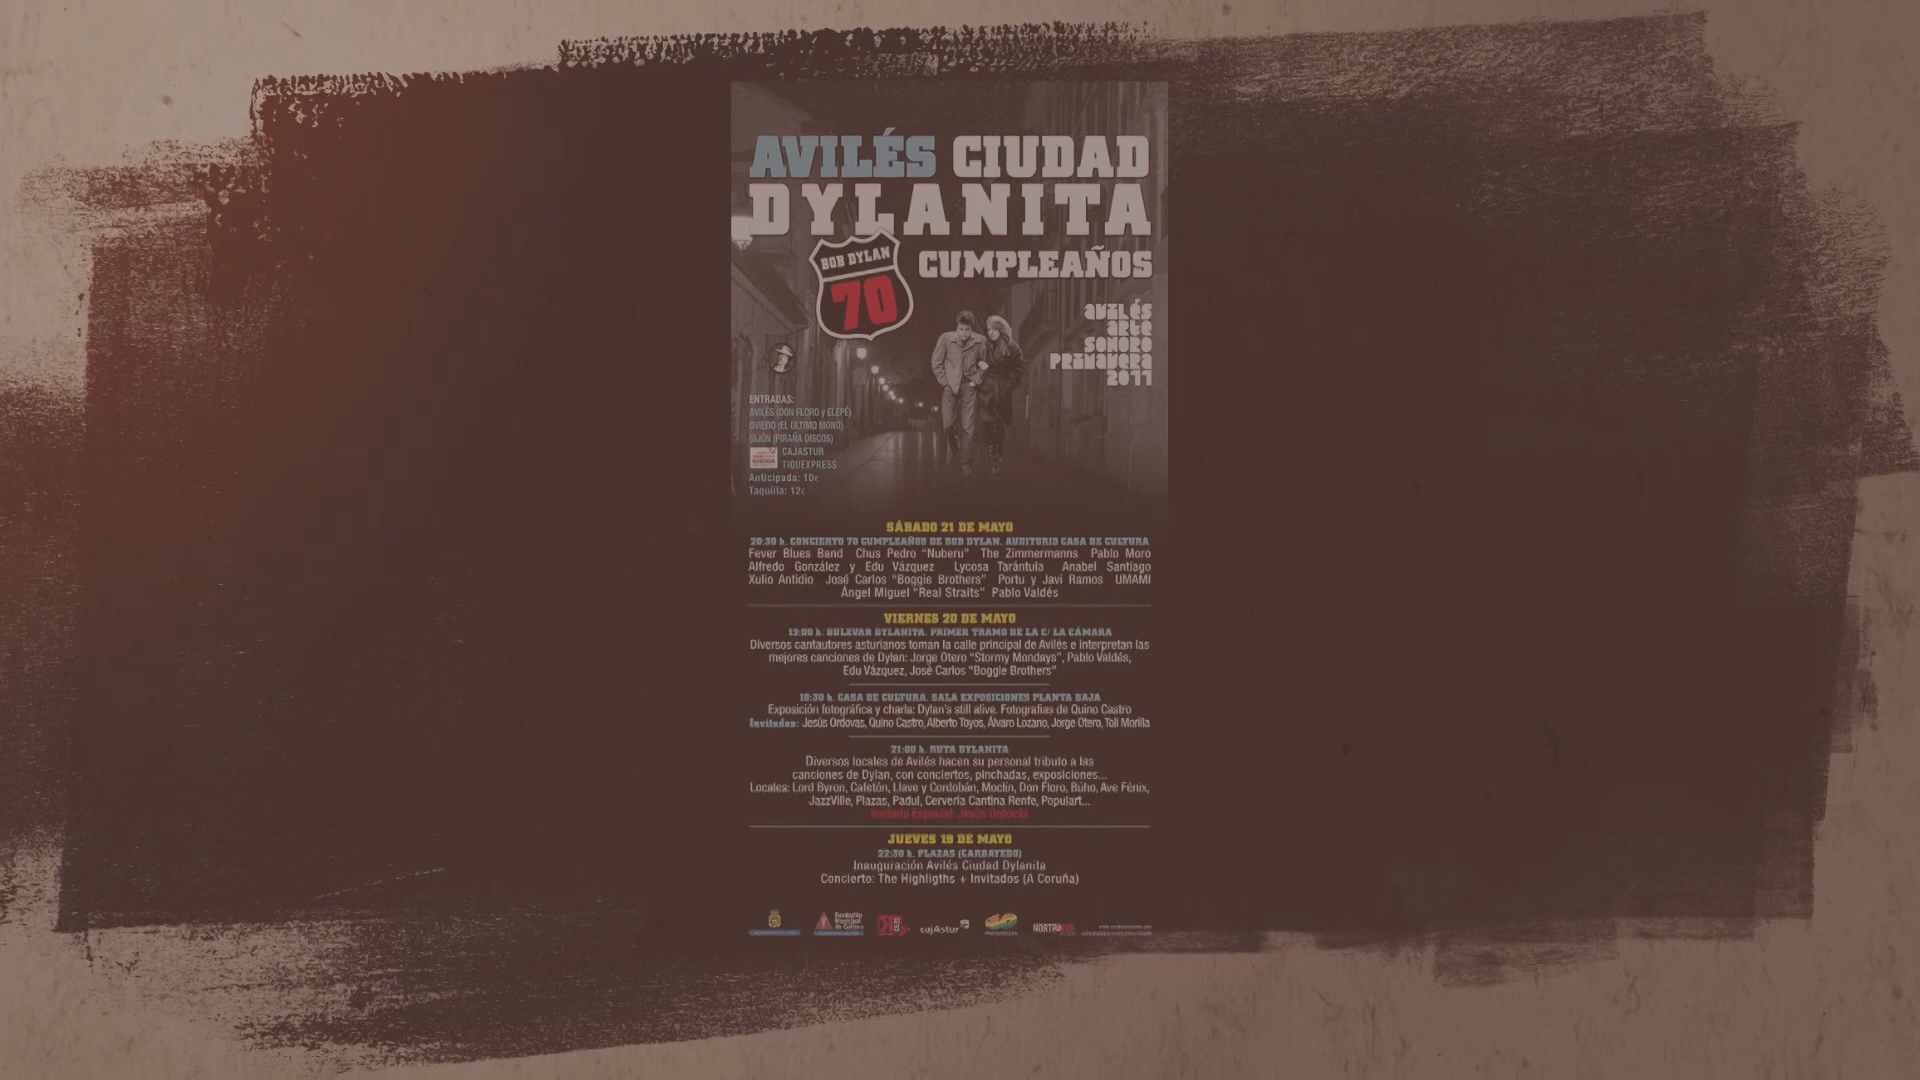 AVILÉS CIUDAD
DYLANITA
CUMPLEAÑOS
BOB DYLAN
70
AVILÉS
ARTE
SONORO
PRIMAVERA
2011
ENTRADAS:
AVILÉS (DON FLORO y ELEPÉ)
OVIEDO (EL ÚLTIMO MONO)
GIJÓN (PIRAÑA DISCOS)
CAJASTUR
TIQUEXPRESS
Anticipada: 10€
Taquilla: 12€
SÁBADO 21 DE MAYO
20:30 h. CONCIERTO 70 CUMPLEAÑOS DE BOB DYLAN. AUDITORIO CASA DE CULTURA
Fever Blues Band Chus Pedro "Nuberu" The Zimmermanns Pablo Moro
Alfredo González y Edu Vázquez Lycosa Tarántula Anabel Santiago
Xulio Antidio José Carlos "Boggie Brothers" Portu y Javi Ramos UMAMI
Ángel Miguel "Real Straits" Pablo Valdés
VIERNES 20 DE MAYO
12:00 h. BULEVAR DYLANITA. PRIMER TRAMO DE LA C/ LA CÁMARA
Diversos cantautores asturianos toman la calle principal de Avilés e interpretan las
mejores canciones de Dylan: Jorge Otero "Stormy Mondays", Pablo Valdés,
Edu Vázquez, José Carlos "Boggie Brothers"
19:30 h. CASA DE CULTURA. SALA EXPOSICIONES PLANTA BAJA
Exposición fotográfica y charla: Dylan's still alive. Fotografías de Quino Castro
Invitados: Jesús Ordovas, Quino Castro, Alberto Toyos, Álvaro Lozano, Jorge Otero, Toli Morilla
21:00 h. RUTA DYLANITA
Diversos locales de Avilés hacen su personal tributo a las
canciones de Dylan, con conciertos, pinchadas, exposiciones...
Locales: Lord Byron, Cafetón, Llave y Cordobán, Moclín, Don Floro, Búho, Ave Fénix,
JazzVille, Plazas, Padul, Cervería Cantina Renfe, Populart...
Invitado Especial: Jesús Ordovás
JUEVES 19 DE MAYO
22:30 h. PLAZAS (CARBAYEDO)
Inauguración Avilés Ciudad Dylanita
Concierto: The Highligths + Invitados (A Coruña)
Fundación
Municipal
de Cultura
cajAstur
40